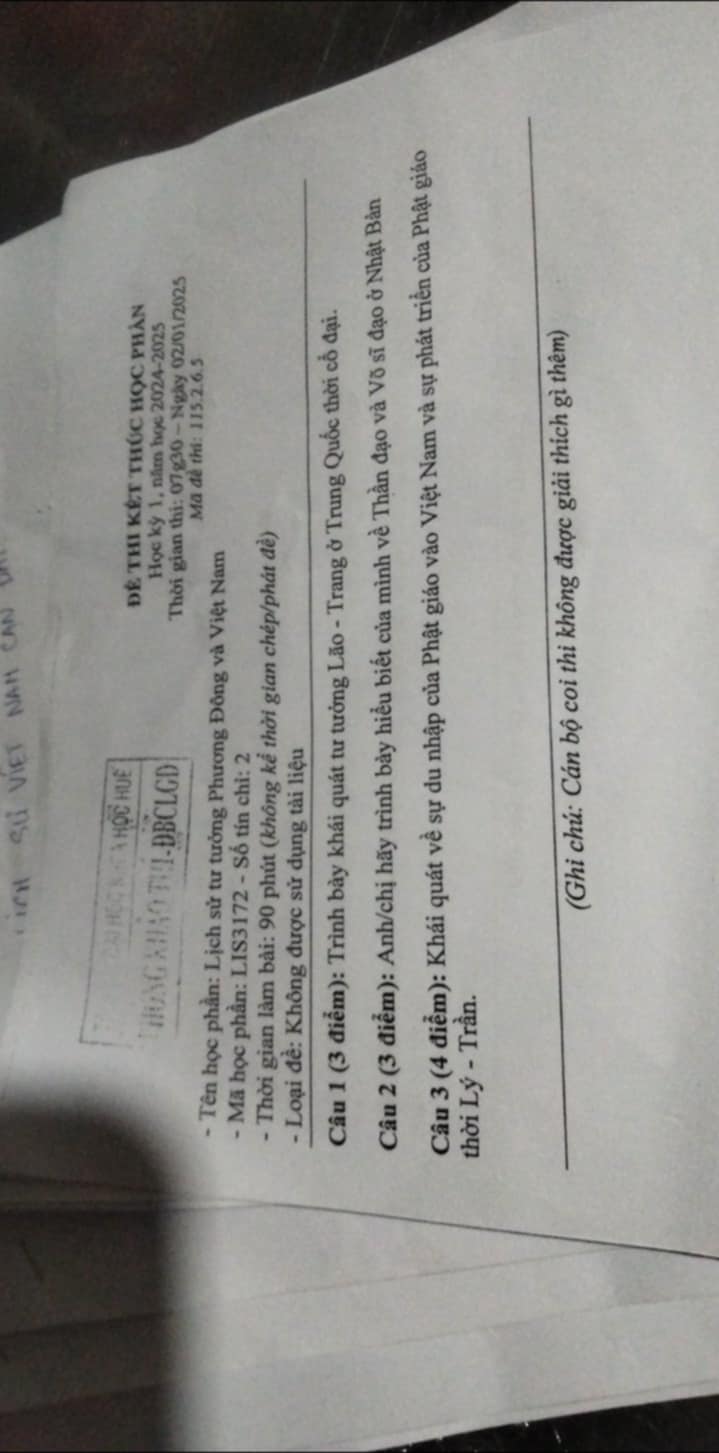 SỬ VIỆT NAM CẬN
HỌC HUẾ
KHẢO THÍ-ĐBCLGD
ĐỀ THI KẾT THÚC HỌC PHẦN
Học kỳ 1, năm học 2024-2025
Thời gian thi: 07g30 – Ngày 02/01/2025
Mã đề thi: 115.2.6.5
- Tên học phần: Lịch sử tư tưởng Phương Đông và Việt Nam
- Mã học phần: LIS3172 - Số tín chỉ: 2
- Thời gian làm bài: 90 phút (không kể thời gian chép/phát đề)
- Loại đề: Không được sử dụng tài liệu
Câu 1 (3 điểm): Trình bày khái quát tư tưởng Lão - Trang ở Trung Quốc thời cổ đại.
Câu 2 (3 điểm): Anh/chị hãy trình bày hiểu biết của mình về Thần đạo và Võ sĩ đạo ở Nhật Bản
Câu 3 (4 điểm): Khái quát về sự du nhập của Phật giáo vào Việt Nam và sự phát triển của Phật giáo
thời Lý - Trần.
(Ghi chú: Cán bộ coi thi không được giải thích gì thêm)